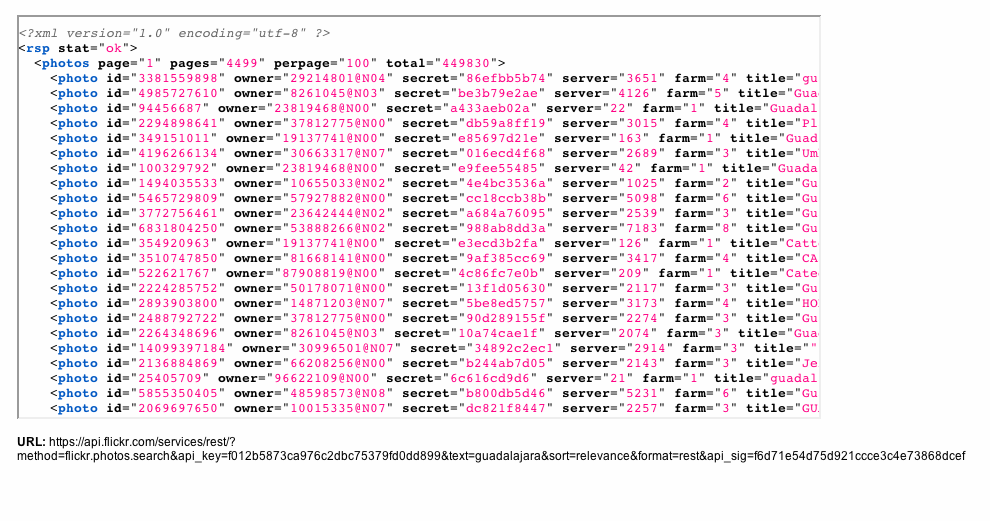 <?xml version="1.0" encoding="utf-8" ?>
<rsp stat="ok">
<photos page="1" pages="4499" perpage="100" total="449830">
<photo id="3381559898" owner="29214801@N04" secret="86efbb5b74" server="3651" farm="4" title="gu
<photo id="4985727610" owner="8261045@N03" secret="be3b79e2ae" server="4126" farm="5" title="Gua
<photo id="94456687" owner="23819468@N00" secret="a433aeb02a" server="22" farm="1" title="Guadal
<photo id="2294898641" owner="37812775@N00" secret="db59a8ff19" server="3015" farm="4" title="Pl
<photo id="349151011" owner="19137741@N00" secret="e85697d21e" server="163" farm="1" title="Guad
<photo id="4196266134" owner="30663317@N07" secret="016ecd4f68" server="2689" farm="3" title="Um
<photo id="100329792" owner="23819468@N00" secret="e9fee55485" server="42" farm="1" title="Guada
<photo id="1494035533" owner="10655033@N02" secret="4e4bc3536a" server="1025" farm="2" title="Gu
<photo id="5465729809" owner="57927882@N00" secret="cc18ccb38b" server="5098" farm="6" title="Gu
<photo id="3772756461" owner="23642444@N02" secret="a684a76095" server="2539" farm="3" title="Gu
<photo id="6831804250" owner="53888266@N02" secret="988ab8dd3a" server="7183" farm="8" title="Gu
<photo id="354920963" owner="19137741@N00" secret="e3ecd3b2fa" server="126" farm="1" title="Catt
<photo id="3510747850" owner="81668141@N00" secret="9af385cc69" server="3417" farm="4" title="CA
<photo id="522621767" owner="87908819@N00" secret="4c86fc7e0b" server="209" farm="1" title="Cate
<photo id="2224285752" owner="50178071@N00" secret="13f1d05630" server="2117" farm="3" title="Gu
<photo id="2893903800" owner="14871203@N07" secret="5be8ed5757" server="3173" farm="4" title="HO
<photo id="2488792722" owner="37812775@N00" secret="90d289155f" server="2274" farm="3" title="Gu
<photo id="2264348696" owner="8261045@N03" secret="10a74cae1f" server="2074" farm="3" title="Gua
<photo id="14099397184" owner="30996501@N07" secret="34892c2ec1" server="2914" farm="3" title=""
<photo id="2136884869" owner="66208256@N00" secret="b244ab7d05" server="2143" farm="3" title="Je
<photo id="25405709" owner="96622109@N00" secret="6c616cd9d6" server="21" farm="1" title="guadal
<photo id="5855350405" owner="48598573@N08" secret="b800db5d46" server="5231" farm="6" title="Gu
<photo id="2069697650" owner="10015335@N07" secret="dc821f8447" server="2257" farm="3" title="GU
URL: https://api.flickr.com/services/rest/?
method=flickr.photos.search&api_key=f012b5873ca976c2dbc75379fd0dd899&text=guadalajara&sort=relevance&format=rest&api_sig=f6d71e54d75d921ccce3c4e73868dcef